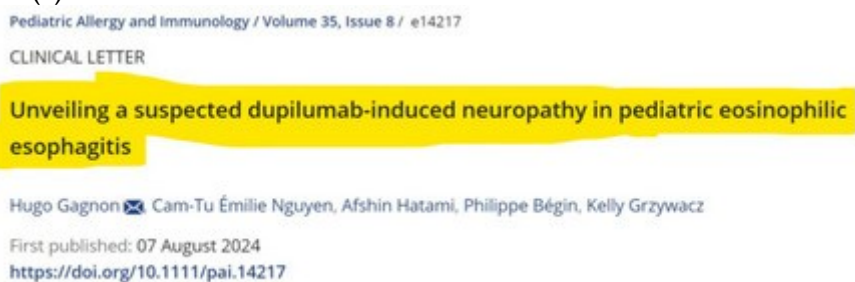 Pediatric Allergy and Immunology / Volume 35, Issue 8 / e14217
CLINICAL LETTER
Unveiling a suspected dupilumab-induced neuropathy in pediatric eosinophilic
esophagitis
Hugo Gagnon, Cam-Tu Émilie Nguyen, Afshin Hatami, Philippe Bégin, Kelly Grzywacz
First published: 07 August 2024
https://doi.org/10.1111/pai.14217